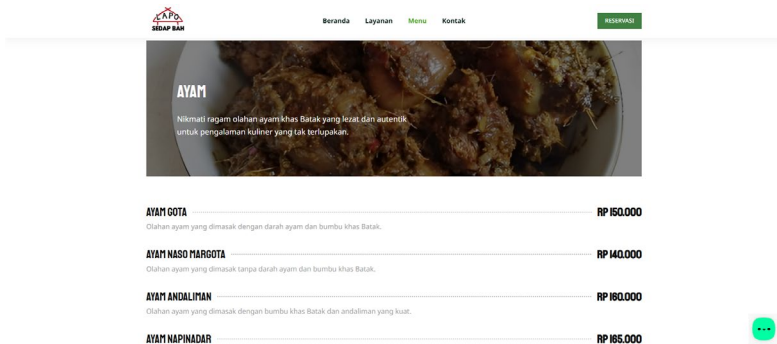 LAPO
SEDAP BAH
Beranda
Layanan
Menu
Kontak
RESERVASI
AYAM
Nikmati ragam olahan ayam khas Batak yang lezat dan autentik
untuk pengalaman kuliner yang tak terlupakan.
AYAM GOTA RP 150.000
Olahan ayam yang dimasak dengan darah ayam dan bumbu khas Batak.
AYAM NASO MARGOTA RP 140.000
Olahan ayam yang dimasak tanpa darah ayam dan bumbu khas Batak.
AYAM ANDALIMAN RP 160.000
Olahan ayam yang dimasak dengan bumbu khas Batak dan andaliman yang kuat.
AYAM NAPINADAR RP 165.000